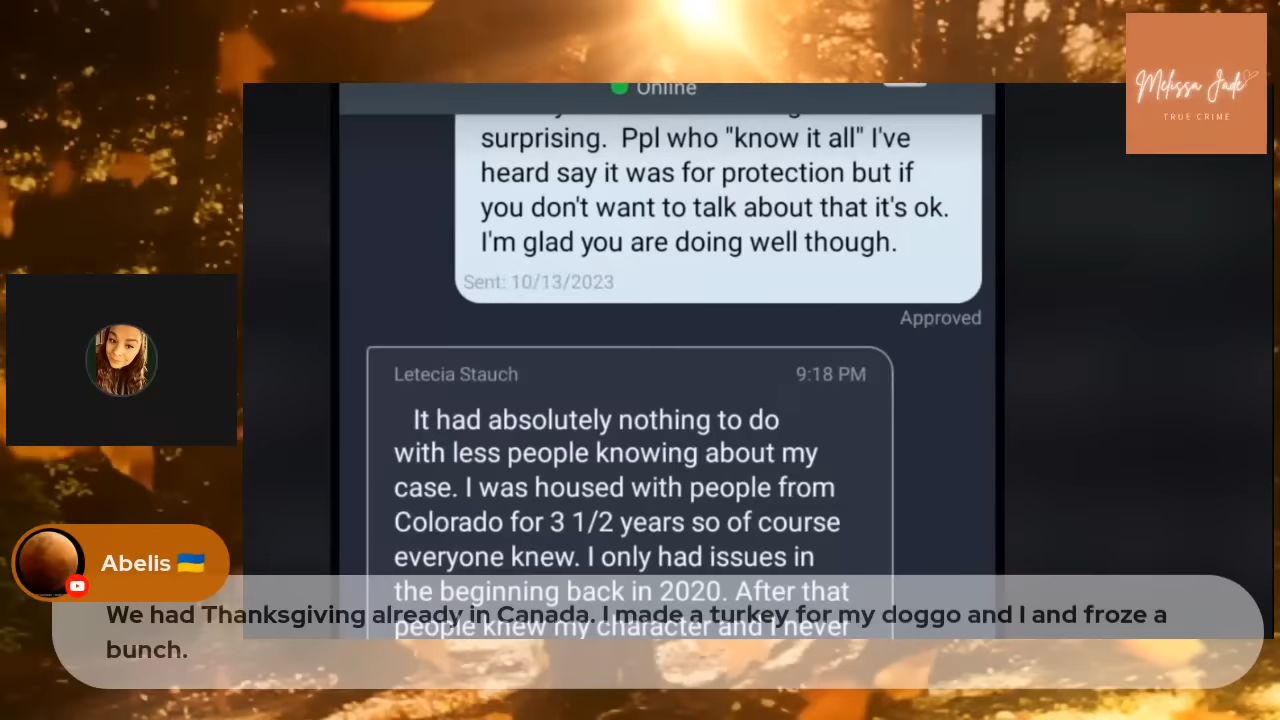 Online
surprising. Ppl who "know it all" I've
heard say it was for protection but if
you don't want to talk about that it's ok.
I'm glad you are doing well though.
Sent: 10/13/2023
Approved
Letecia Stauch 9:18 PM
It had absolutely nothing to do
with less people knowing about my
case. I was housed with people from
Colorado for 3 1/2 years so of course
everyone knew. I only had issues in
the beginning back in 2020. After that
people knew my character and I never
Melissa Jade
TRUE CRIME
Abelis
We had Thanksgiving already in Canada. I made a turkey for my doggo and I and froze a
bunch.